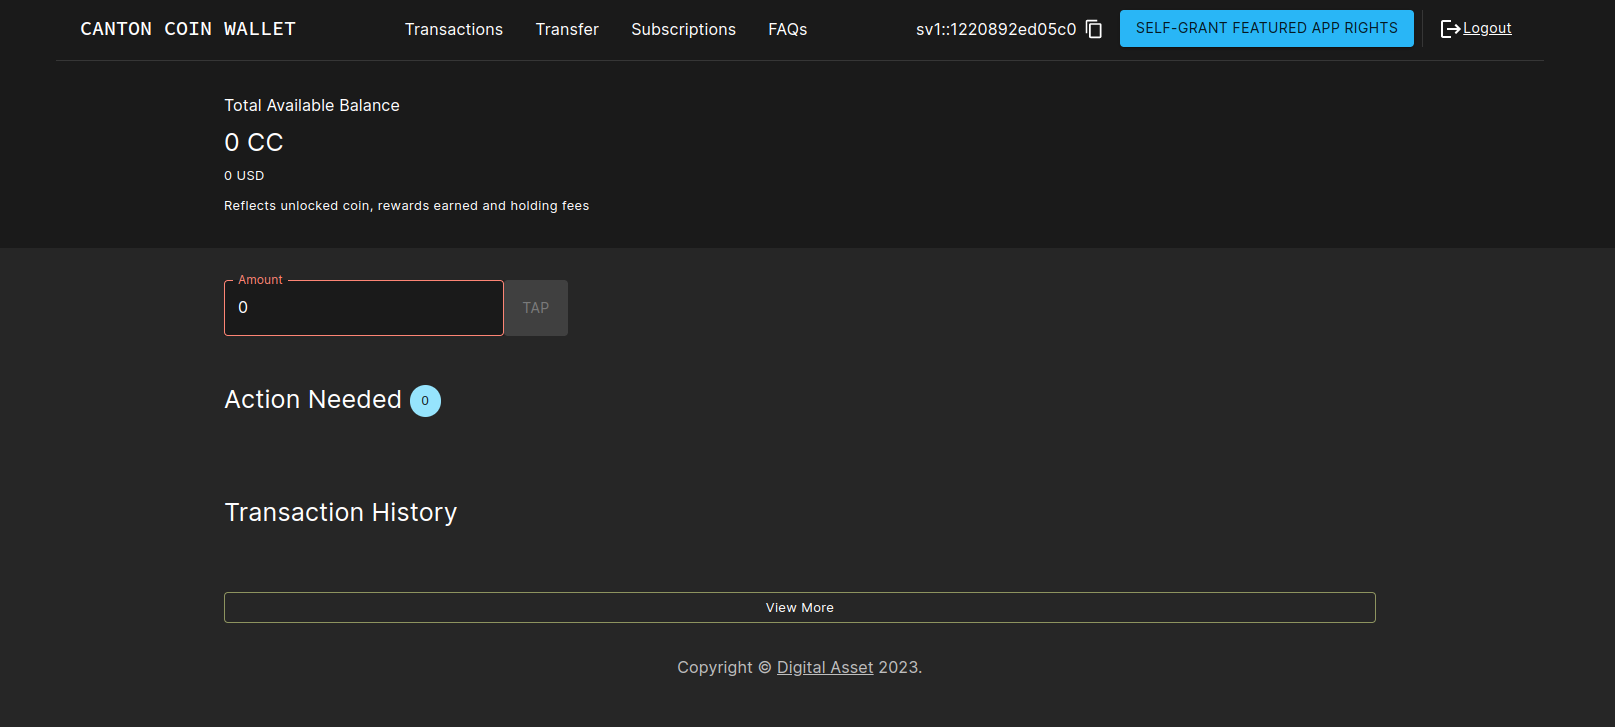 CANTON COIN WALLET Transactions Transfer Subscriptions FAQs sv1::1220892ed05c0 SELF-GRANT FEATURED APP RIGHTS Logout
Total Available Balance
0 CC
0 USD
Reflects unlocked coin, rewards earned and holding fees
Amount
0 TAP
Action Needed 0
Transaction History
View More
Copyright © Digital Asset 2023.